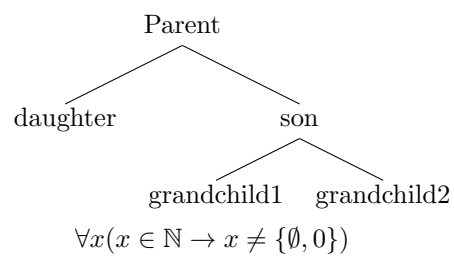 Parent
daughter son
grandchild1 grandchild2
∀x(x ∈ ℕ → x ≠ {∅, 0})